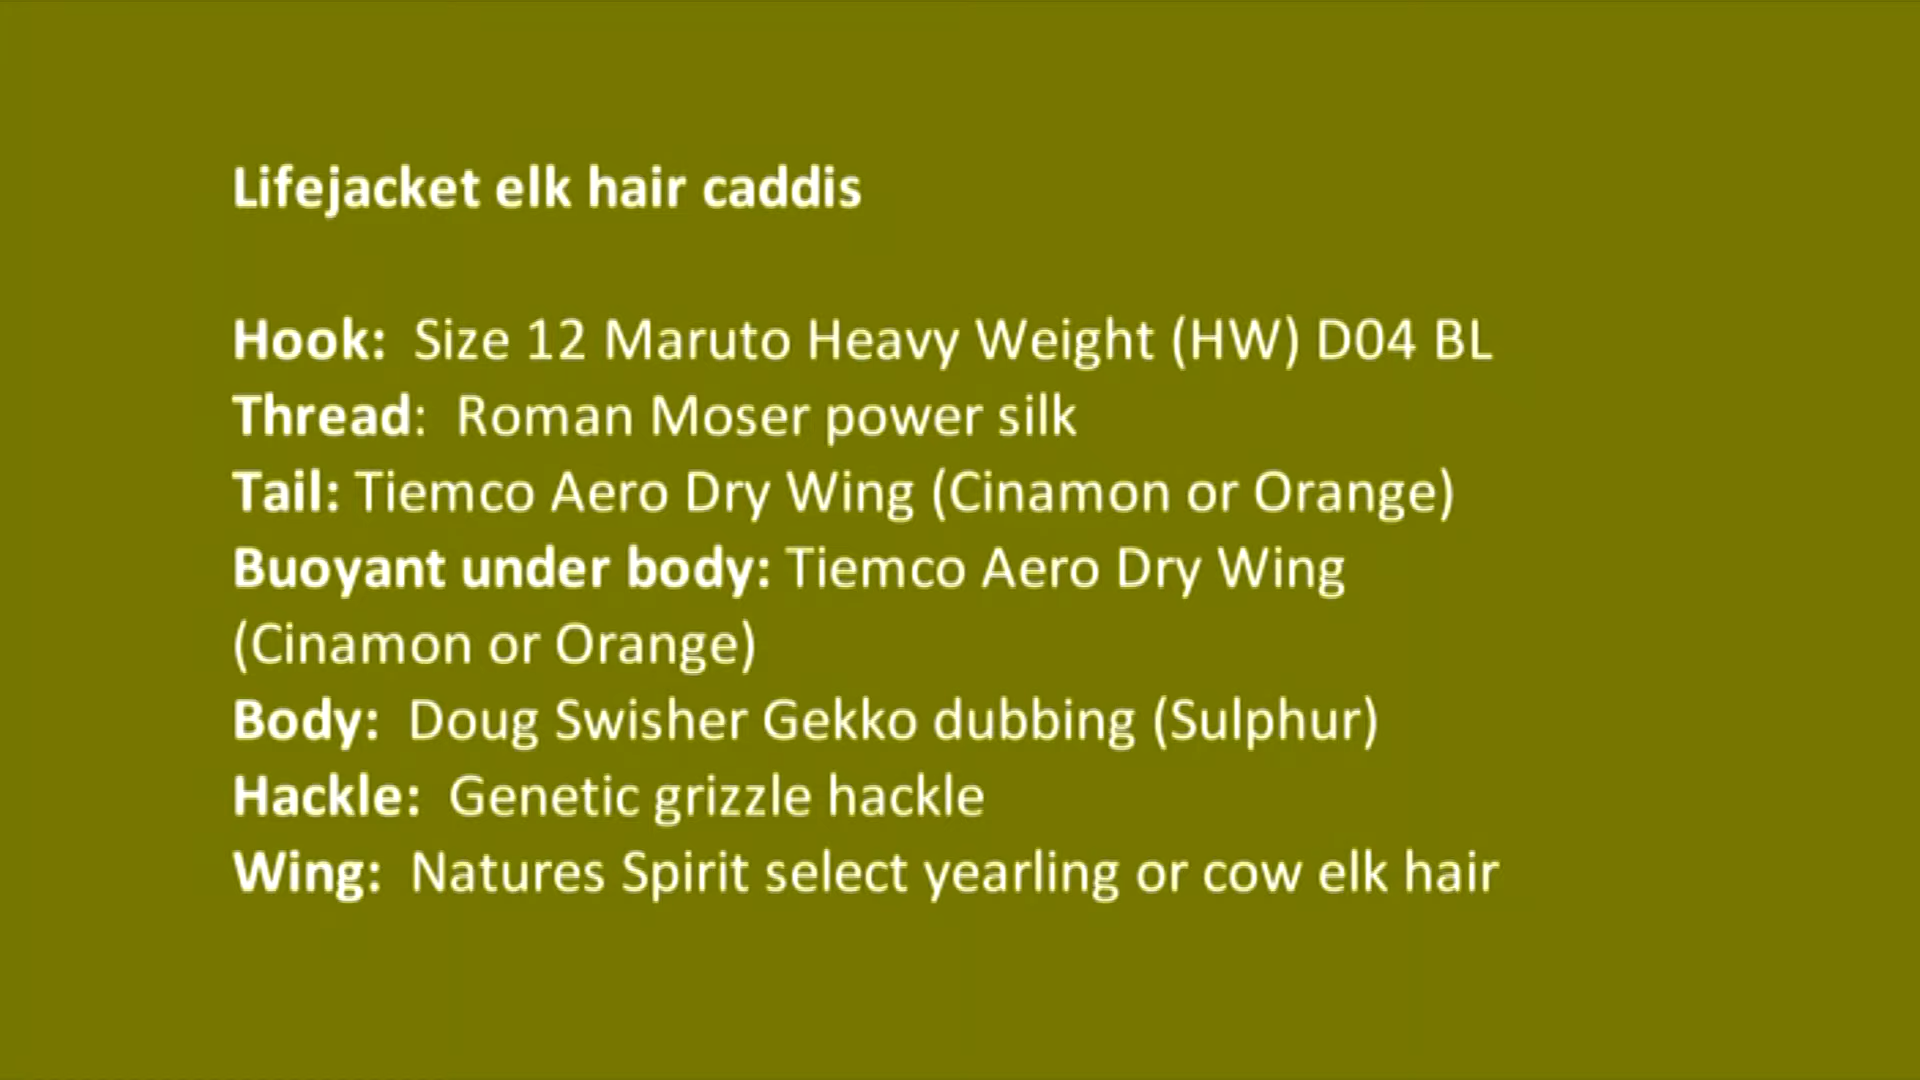 Lifejacket elk hair caddis
Hook: Size 12 Maruto Heavy Weight (HW) D04 BL
Thread: Roman Moser power silk
Tail: Tiemco Aero Dry Wing (Cinamon or Orange)
Buoyant under body: Tiemco Aero Dry Wing
(Cinamon or Orange)
Body: Doug Swisher Gekko dubbing (Sulphur)
Hackle: Genetic grizzle hackle
Wing: Natures Spirit select yearling or cow elk hair